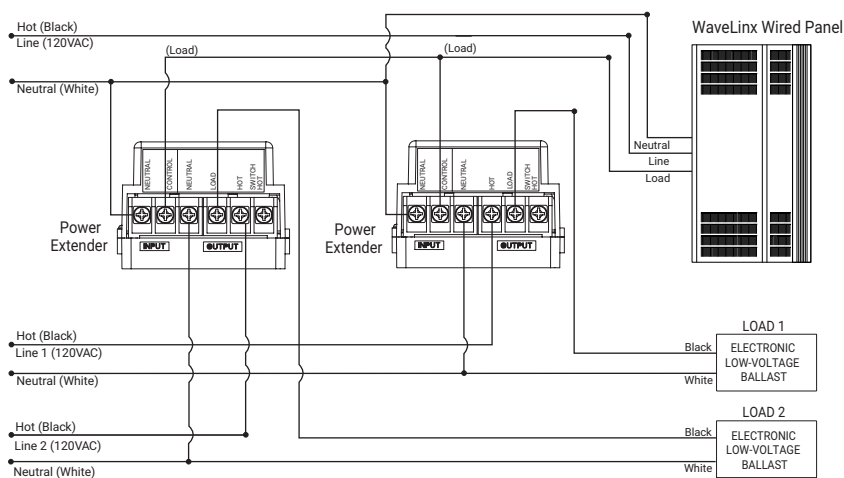 Hot (Black)
Line (120VAC)
(Load)
(Load)
WaveLinx Wired Panel
Neutral (White)
Neutral
Line
Load
NEUTRAL
CONTROL
NEUTRAL
LOAD
HOT
SWITCH
HOT
NEUTRAL
CONTROL
NEUTRAL
HOT
LOAD
SWITCH
HOT
Power
Extender
INPUT
OUTPUT
Power
Extender
INPUT
OUTPUT
Hot (Black)
Line 1 (120VAC)
Neutral (White)
LOAD 1
Black
White
ELECTRONIC
LOW-VOLTAGE
BALLAST
Hot (Black)
Line 2 (120VAC)
Neutral (White)
LOAD 2
Black
White
ELECTRONIC
LOW-VOLTAGE
BALLAST